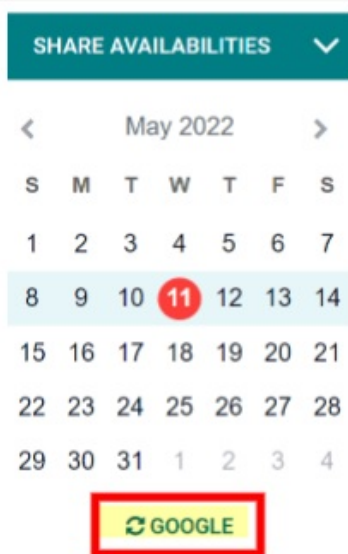 SHARE AVAILABILITIES
May 2022
S M T W T F S
1 2 3 4 5 6 7
8 9 10 11 12 13 14
15 16 17 18 19 20 21
22 23 24 25 26 27 28
29 30 31 1 2 3 4
GOOGLE